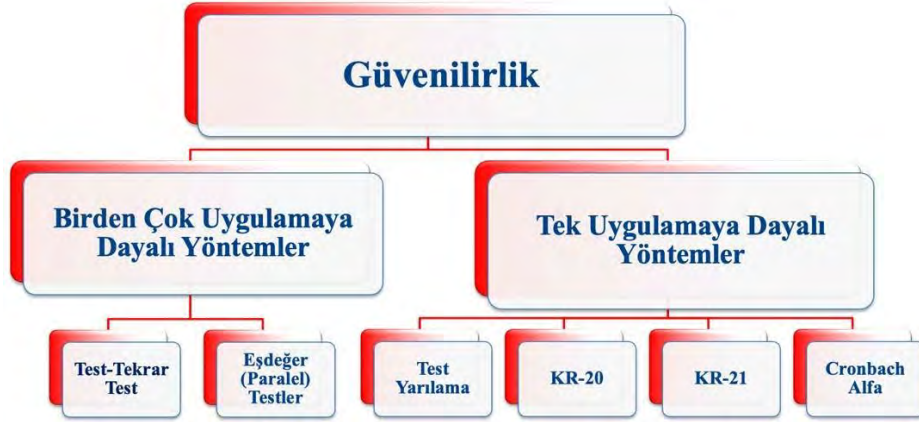 Güvenilirlik
Birden Çok Uygulamaya
Dayalı Yöntemler
Tek Uygulamaya Dayalı
Yöntemler
Test-Tekrar
Test
Eşdeğer
(Paralel)
Testler
Test
Yarılama
KR-20
KR-21
Cronbach
Alfa